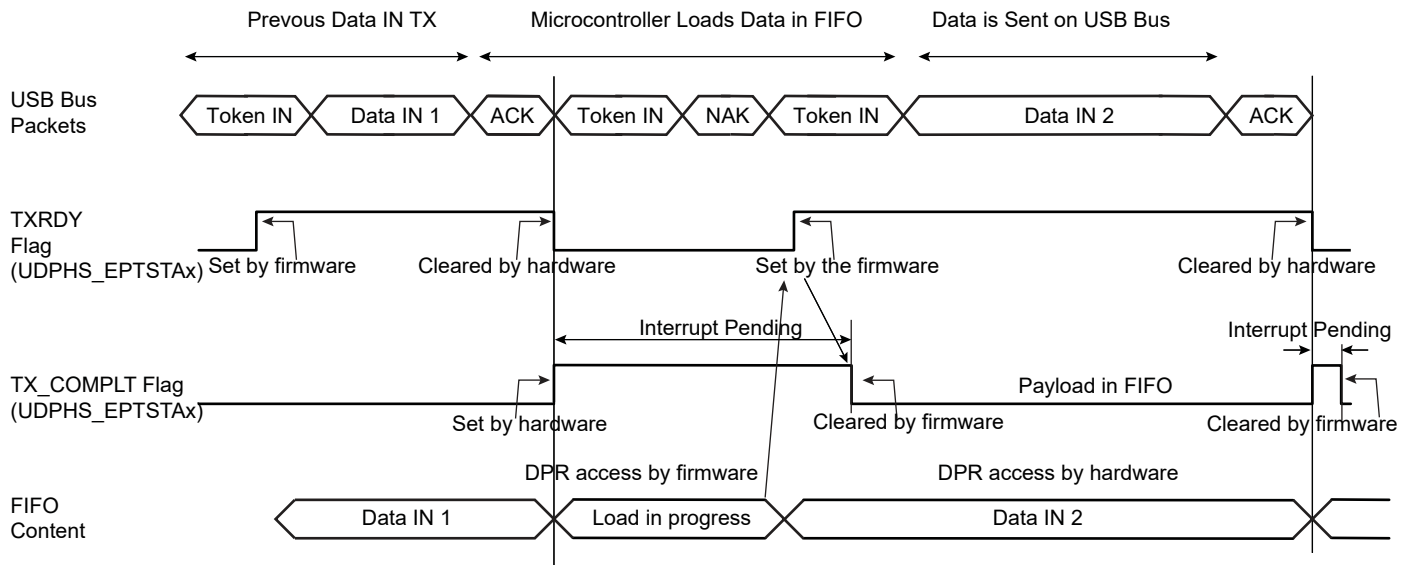 Prevous Data IN TX
Microcontroller Loads Data in FIFO
Data is Sent on USB Bus
USB Bus
Packets
Token IN
Data IN 1
ACK
Token IN
NAK
Token IN
Data IN 2
ACK
TXRDY
Flag
(UDPHS_EPTSTAx)
Set by firmware
Cleared by hardware
Set by the firmware
Cleared by hardware
Interrupt Pending
Interrupt Pending
TX_COMPLT Flag
(UDPHS_EPTSTAx)
Payload in FIFO
Set by hardware
Cleared by firmware
Cleared by firmware
DPR access by firmware
DPR access by hardware
FIFO
Content
Data IN 1
Load in progress
Data IN 2